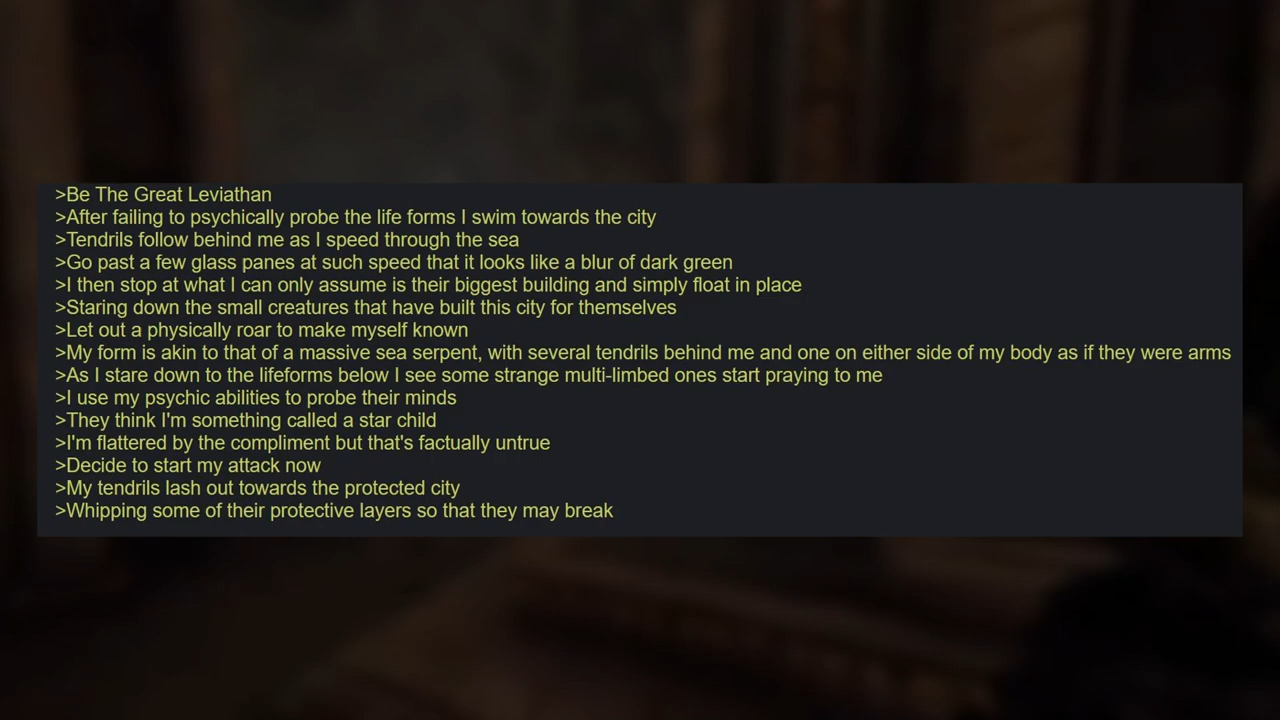 >Be The Great Leviathan
>After failing to psychically probe the life forms I swim towards the city
>Tendrils follow behind me as I speed through the sea
>Go past a few glass panes at such speed that it looks like a blur of dark green
>I then stop at what I can only assume is their biggest building and simply float in place
>Staring down the small creatures that have built this city for themselves
>Let out a physically roar to make myself known
>My form is akin to that of a massive sea serpent, with several tendrils behind me and one on either side of my body as if they were arms
>As I stare down to the lifeforms below I see some strange multi-limbed ones start praying to me
>I use my psychic abilities to probe their minds
>They think I'm something called a star child
>I'm flattered by the compliment but that's factually untrue
>Decide to start my attack now
>My tendrils lash out towards the protected city
>Whipping some of their protective layers so that they may break